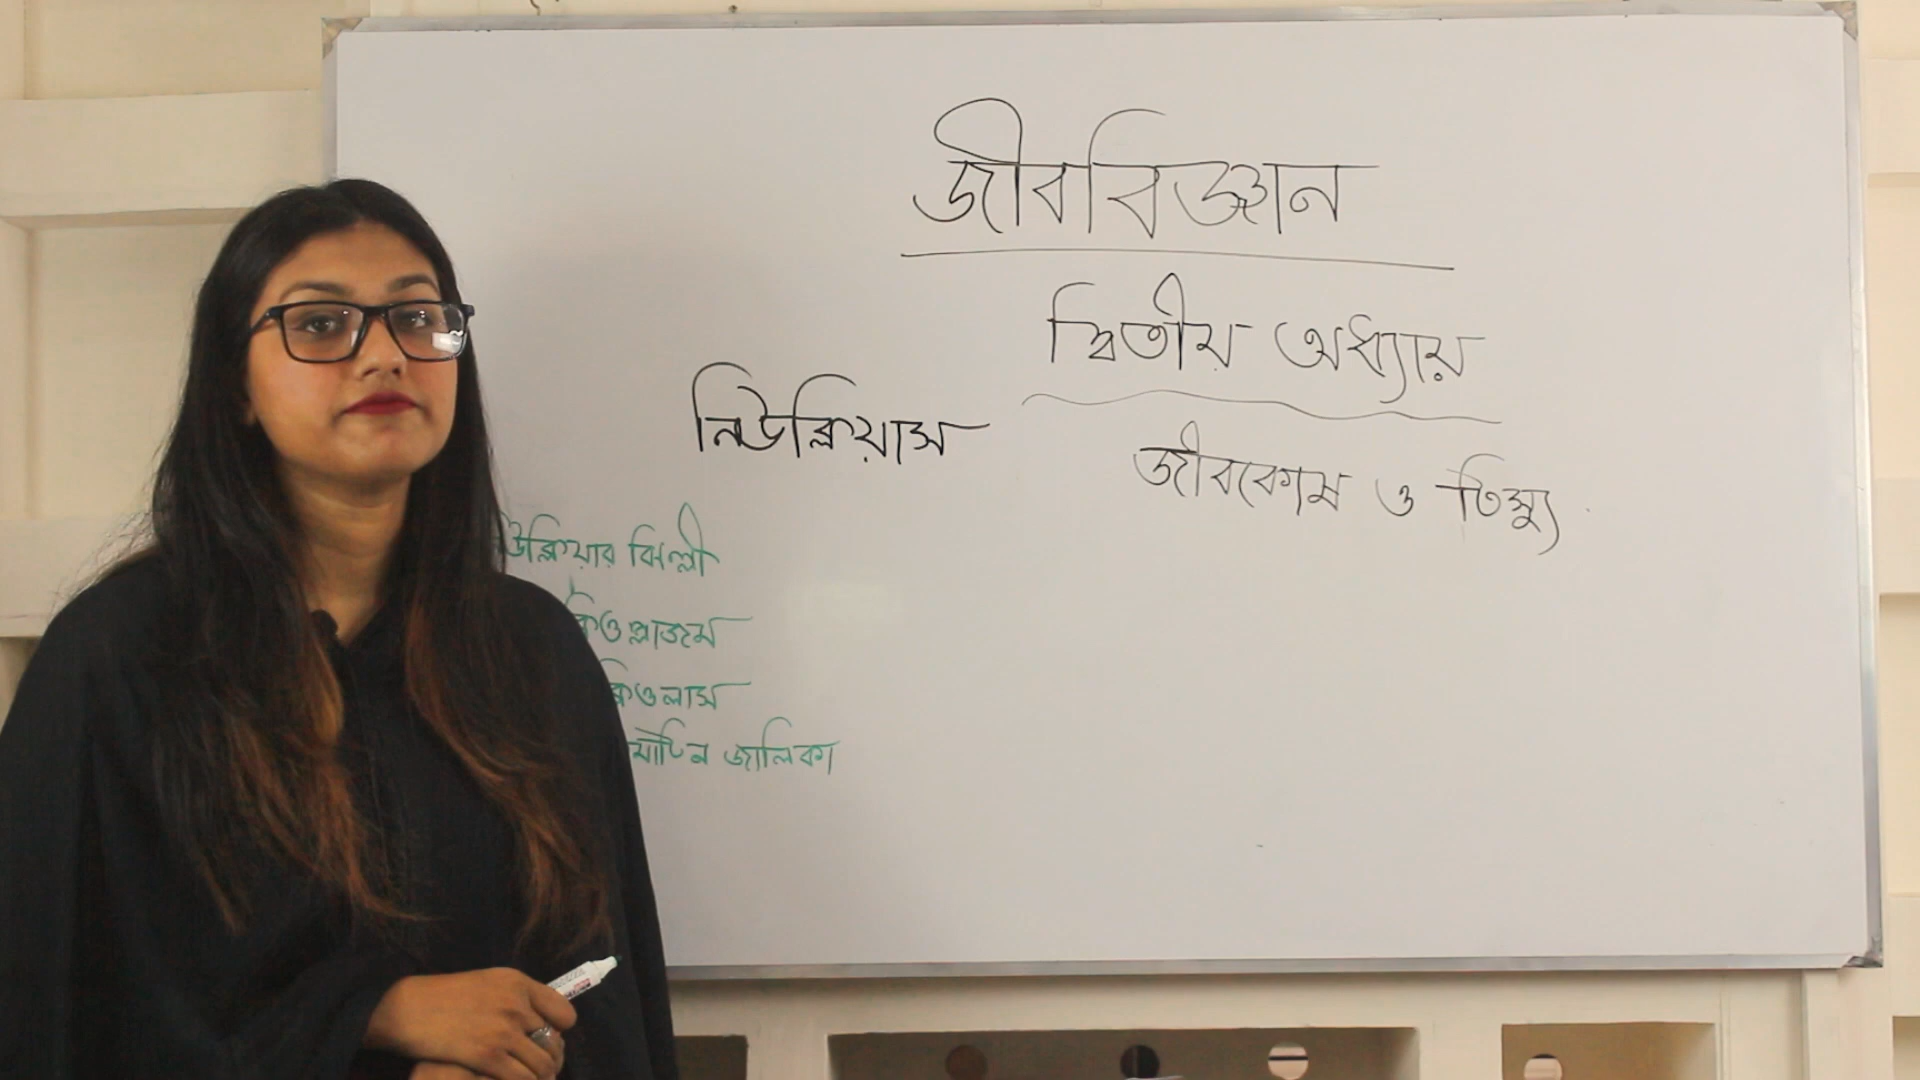 জীববিজ্ঞান
দ্বিতীয় অধ্যায়
নিউক্লিয়াস
জীবকোষ ও টিস্যু
উক্লিয়ার ঝিল্লী
ক্লিওপ্লাজম
ক্লিওলাস
মাটিন জালিকা